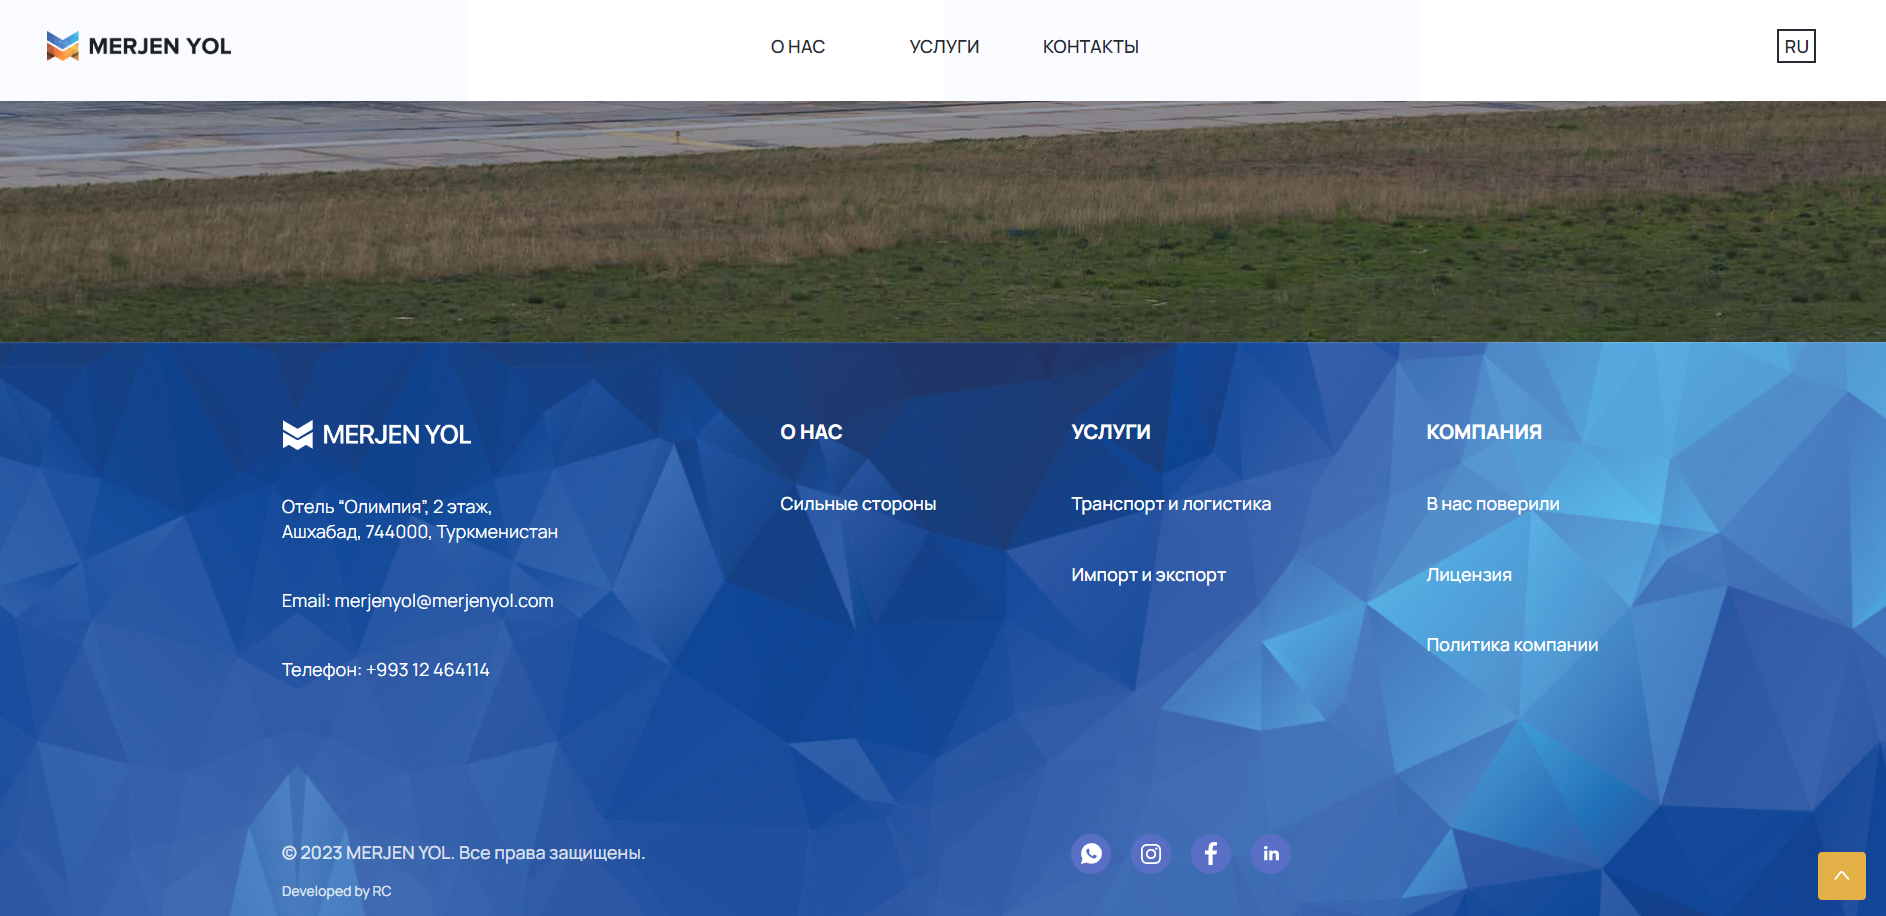 MERJEN YOL
О НАС
УСЛУГИ
КОНТАКТЫ
RU
MERJEN YOL
Отель “Олимпия”, 2 этаж,
Ашхабад, 744000, Туркменистан
Email: merjenyol@merjenyol.com
Телефон: +993 12 464114
О НАС
Сильные стороны
УСЛУГИ
Транспорт и логистика
Импорт и экспорт
КОМПАНИЯ
В нас поверили
Лицензия
Политика компании
© 2023 MERJEN YOL. Все права защищены.
Developed by RC
in